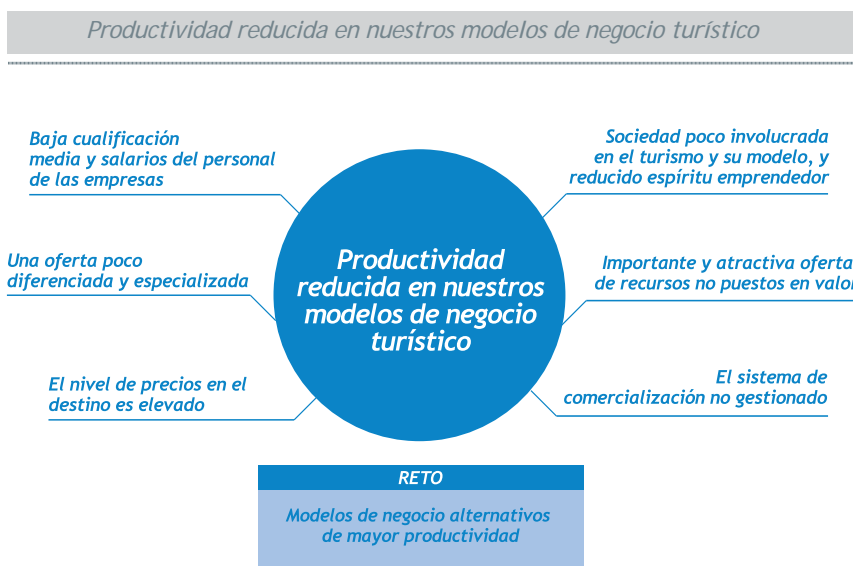 Productividad reducida en nuestros modelos de negocio turístico
Baja cualificación
media y salarios del personal
de las empresas
Sociedad poco involucrada
en el turismo y su modelo, y
reducido espíritu emprendedor
Una oferta poco
diferenciada y especializada
Productividad
reducida en nuestros
modelos de negocio
turístico
Importante y atractiva oferta
de recursos no puestos en valor
El nivel de precios en el
destino es elevado
El sistema de
comercialización no gestionado
RETO
Modelos de negocio alternativos
de mayor productividad